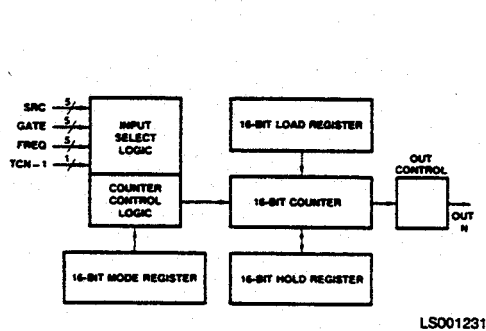 SRC 5
GATE 5
FREQ 5
TCN-1 1
INPUT
SELECT
LOGIC
COUNTER
CONTROL
LOGIC
16-BIT MODE REGISTER
16-BIT LOAD REGISTER
16-BIT COUNTER
16-BIT HOLD REGISTER
OUT
CONTROL
OUT
N
LS001231